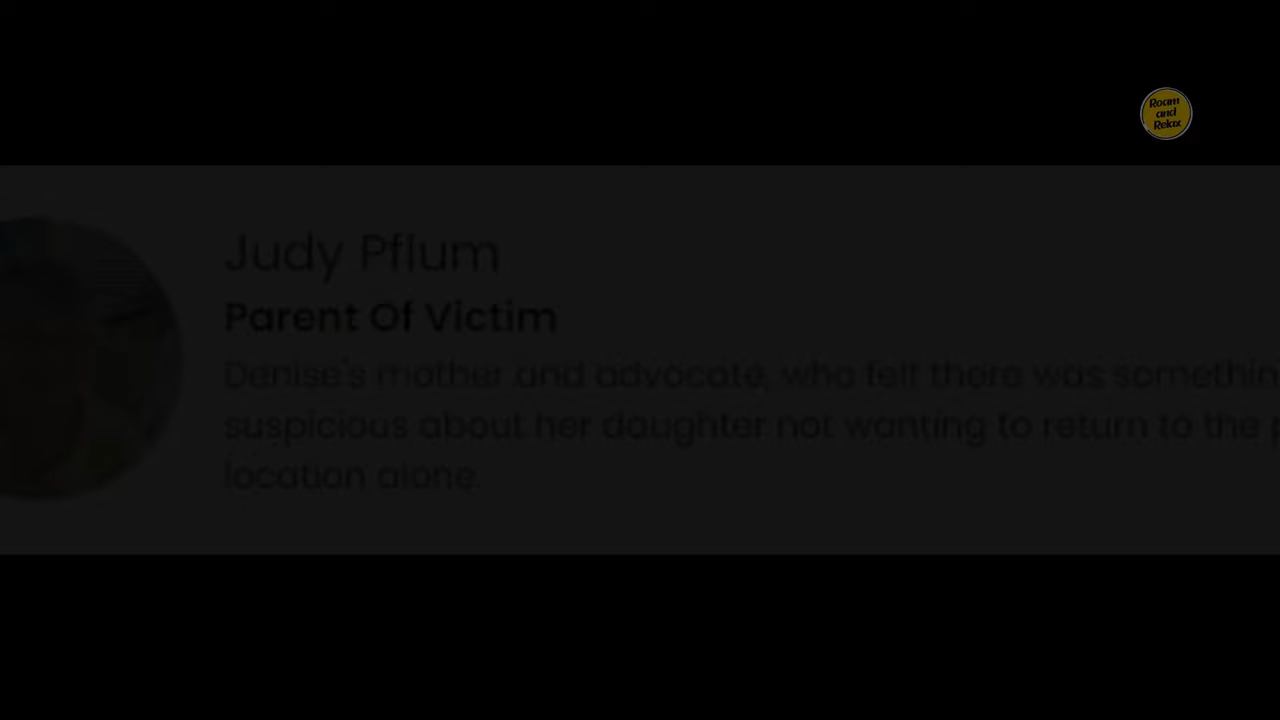 Roam
and
Relax
Judy Pflum
Parent Of Victim
Denise's mother and advocate, who felt there was somethin
suspicious about her daughter not wanting to return to the
location alone.